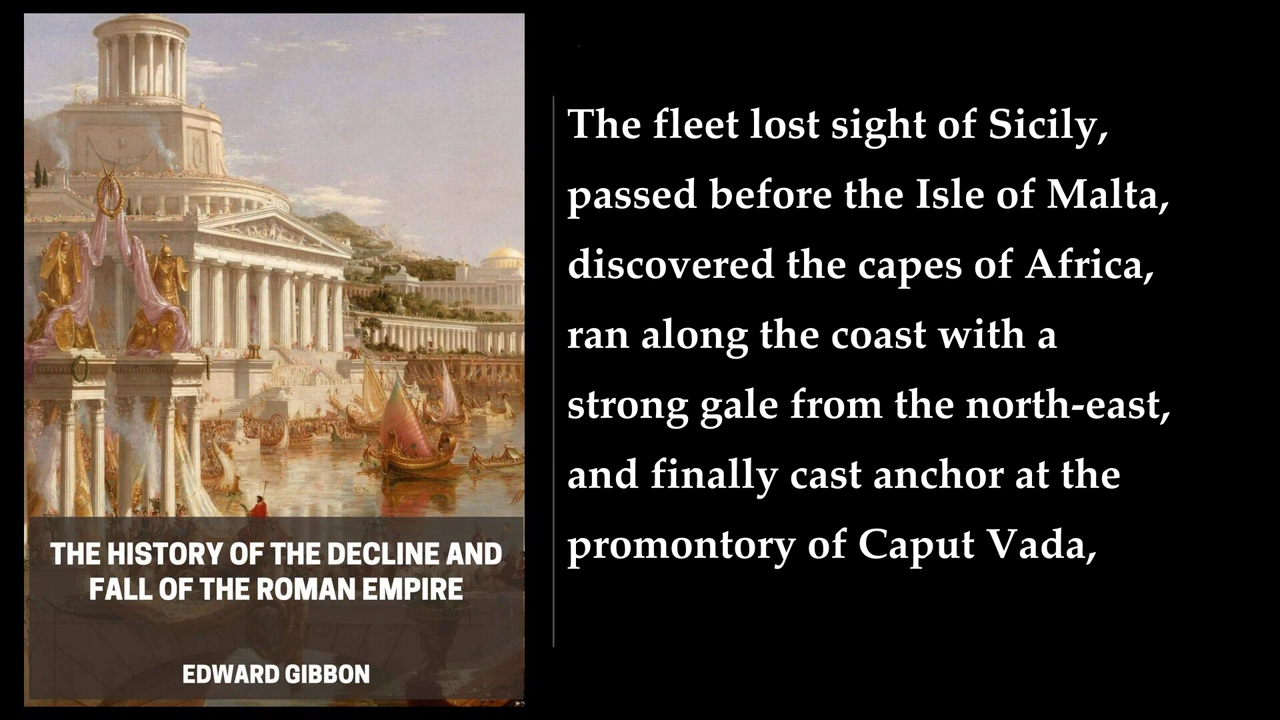 THE HISTORY OF THE DECLINE AND
FALL OF THE ROMAN EMPIRE
EDWARD GIBBON
The fleet lost sight of Sicily,
passed before the Isle of Malta,
discovered the capes of Africa,
ran along the coast with a
strong gale from the north-east,
and finally cast anchor at the
promontory of Caput Vada,